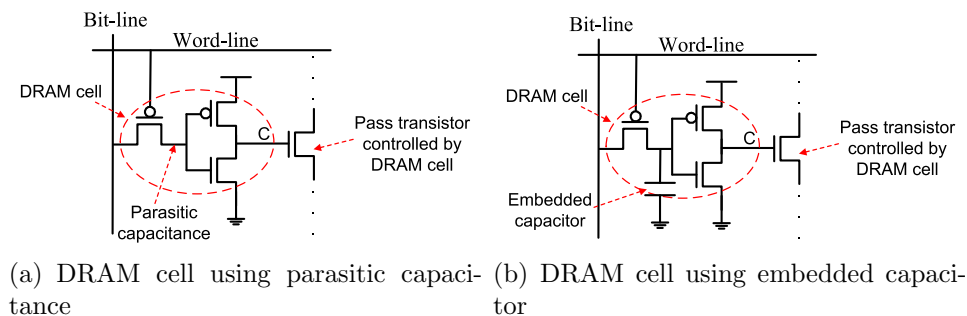 Bit-line
Word-line
DRAM cell
C
Pass transistor
controlled by
DRAM cell
Parasitic
capacitance
(a) DRAM cell using parasitic capaci-
tance
Bit-line
Word-line
DRAM cell
C
Pass transistor
controlled by
DRAM cell
Embedded
capacitor
(b) DRAM cell using embedded capaci-
tor